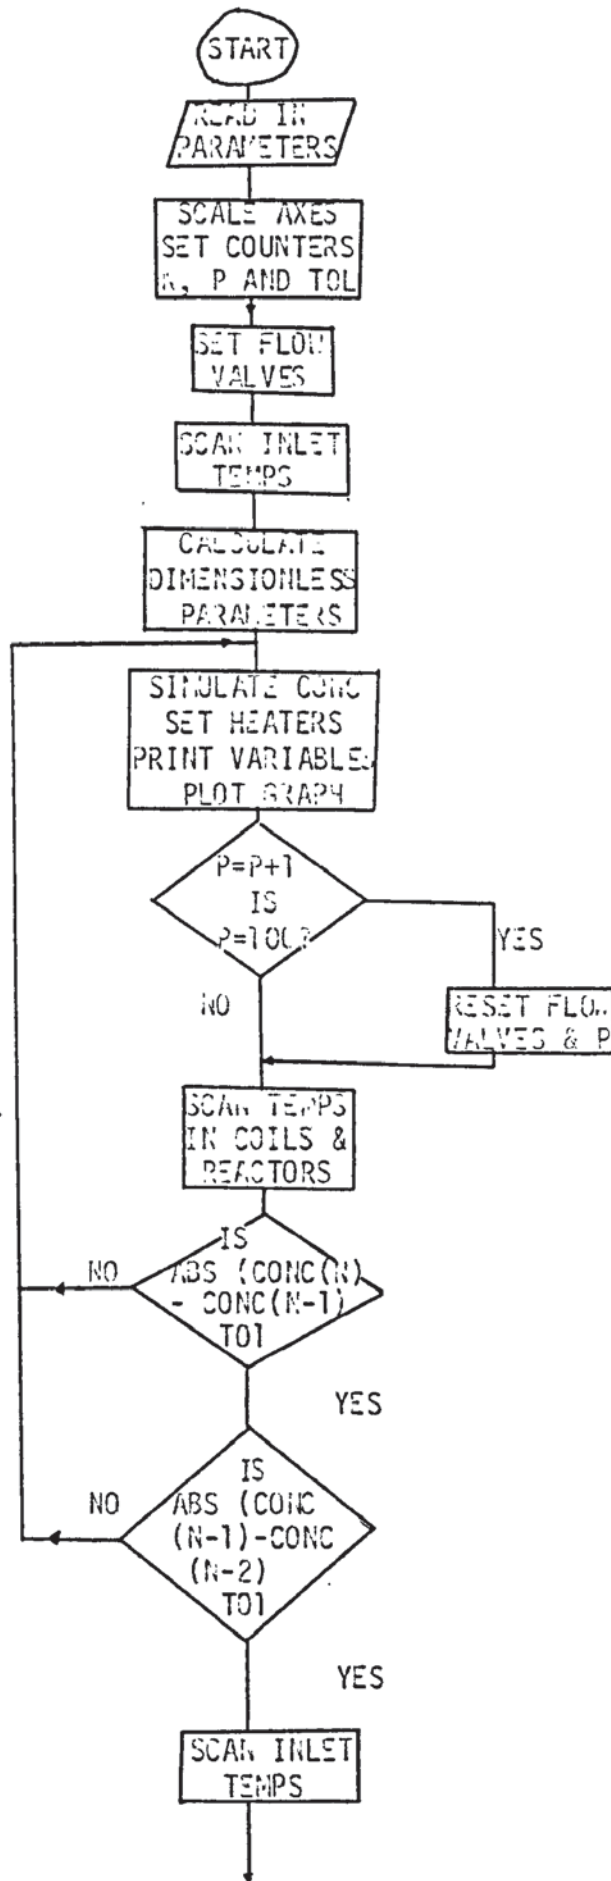 START
READ IN
PARAMETERS
SCALE AXES
SET COUNTERS
N, P AND TOL
SET FLOW
VALVES
SCAN INLET
TEMPS
CALCULATE
DIMENSIONLESS
PARAMETERS
SIMULATE CONC
SET HEATERS
PRINT VARIABLES
PLOT GRAPH
P=P+1
IS
P=100?
YES
NO
RESET FLOW
VALVES & P
SCAN TEMPS
IN COILS &
REACTORS
IS
NO
ABS (CONC(N)
- CONC(N-1)
TOl
YES
IS
NO
ABS (CONC
(N-1)-CONC
(N-2)
TOl
YES
SCAN INLET
TEMPS